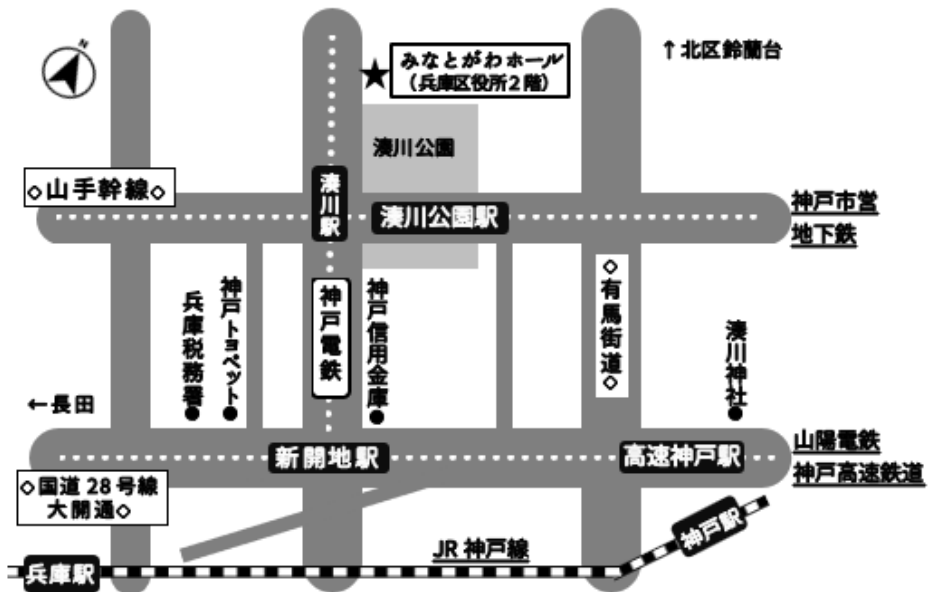 N
みなとがわホール
（兵庫区役所２階）
↑北区鈴蘭台
湊川公園
◇山手幹線◇
湊川駅
湊川公園駅
神戸市営
地下鉄
兵庫税務署
神戸トヨペット
神戸電鉄
神戸信用金庫
◇有馬街道◇
湊川神社
←長田
新開地駅
高速神戸駅
山陽電鉄
神戸高速鉄道
◇国道28号線
大開通◇
神戸駅
JR神戸線
兵庫駅